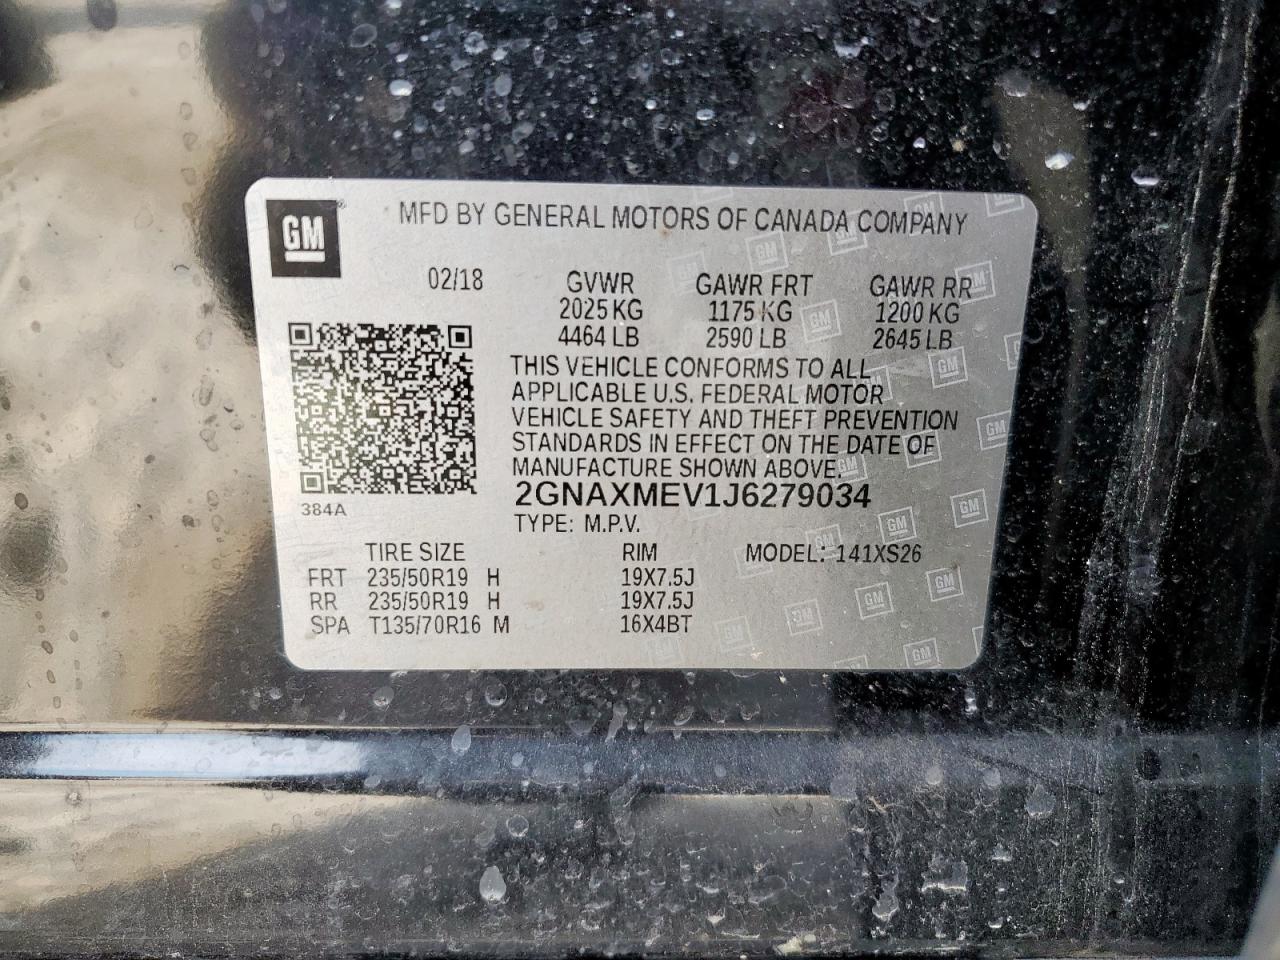 GM
MFD BY GENERAL MOTORS OF CANADA COMPANY
02/18 GVWR GAWR FRT GAWR RR
2025 KG 1175 KG 1200 KG
4464 LB 2590 LB 2645 LB
THIS VEHICLE CONFORMS TO ALL
APPLICABLE U.S. FEDERAL MOTOR
VEHICLE SAFETY AND THEFT PREVENTION
STANDARDS IN EFFECT ON THE DATE OF
MANUFACTURE SHOWN ABOVE.
2GNAXMEV1J6279034
384A
TYPE: M.P.V.
TIRE SIZE RIM MODEL: 141XS26
FRT 235/50R19 H 19X7.5J
RR 235/50R19 H 19X7.5J
SPA T135/70R16 M 16X4BT